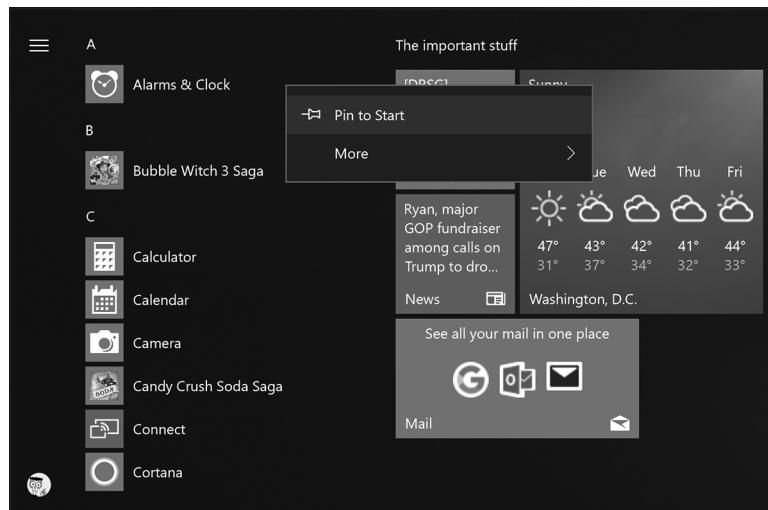 A
Alarms & Clock
B
Bubble Witch 3 Saga
C
Calculator
Calendar
Camera
Candy Crush Soda Saga
Connect
Cortana
The important stuff
Pin to Start
More
Ryan, major
GOP fundraiser
among calls on
Trump to dro...
News
Sunny
Wed Thu Fri
47° 43° 42° 41° 44°
31° 37° 34° 32° 33°
Washington, D.C.
See all your mail in one place
Mail